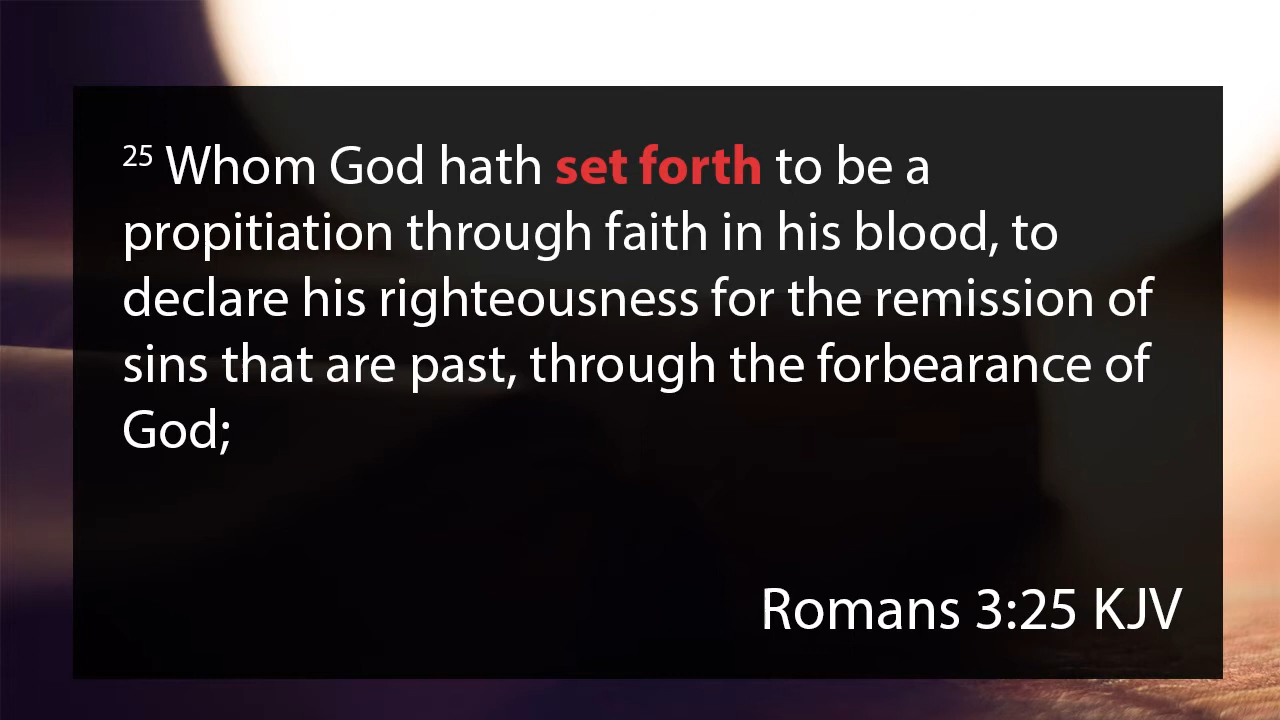 25 Whom God hath set forth to be a
propitiation through faith in his blood, to
declare his righteousness for the remission of
sins that are past, through the forbearance of
God;
Romans 3:25 KJV